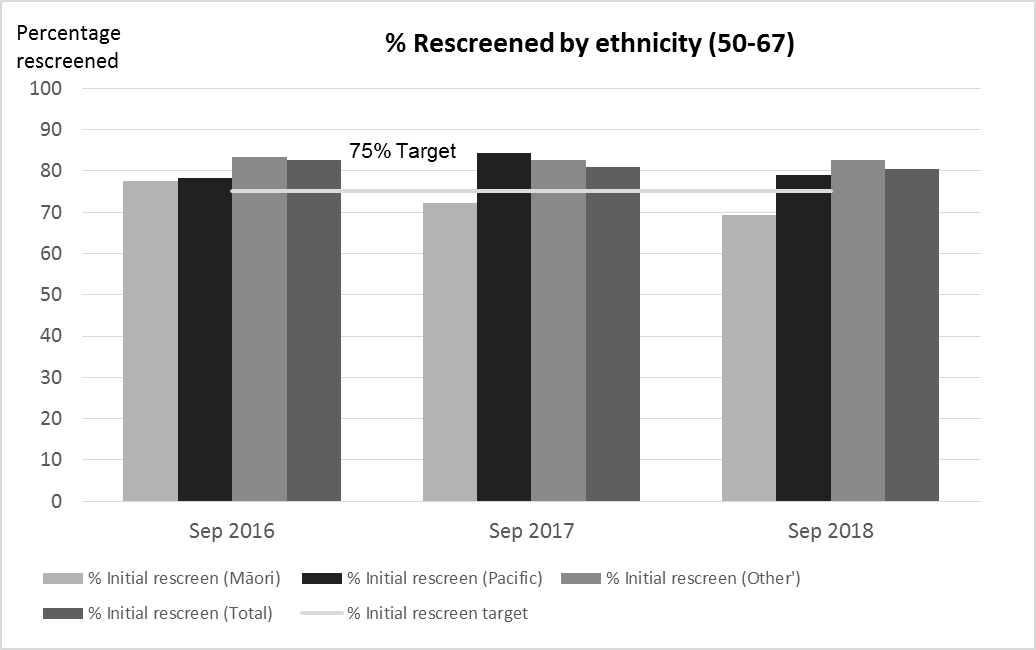 Percentage
rescreened
% Rescreened by ethnicity (50-67)
100
90
80
70
60
50
40
30
20
10
0
75% Target
Sep 2016
Sep 2017
Sep 2018
% Initial rescreen (Māori)
% Initial rescreen (Pacific)
% Initial rescreen (Other')
% Initial rescreen (Total)
% Initial rescreen target